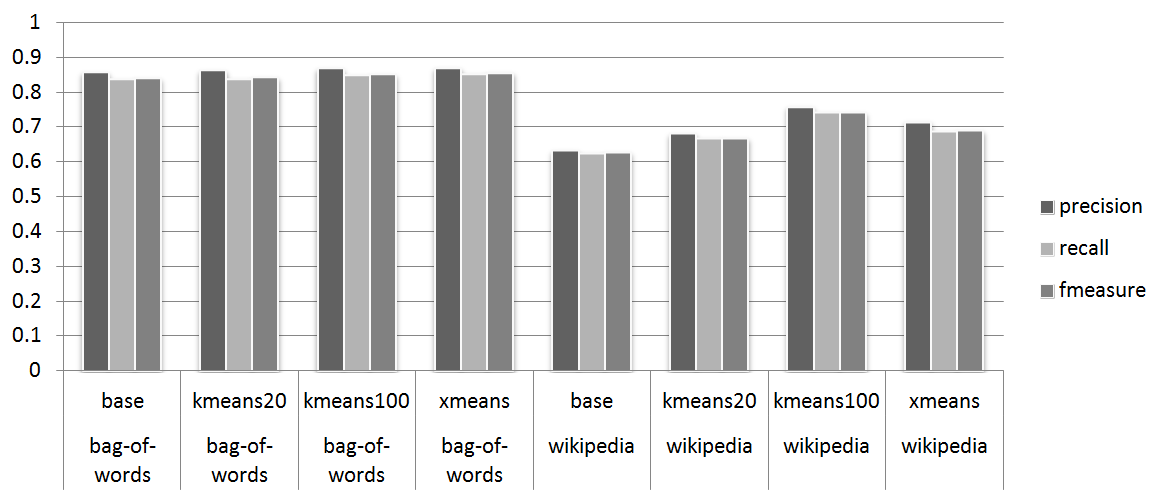 1
0.9
0.8
0.7
0.6
0.5
0.4
0.3
0.2
0.1
0
precision
recall
fmeasure
base kmeans20 kmeans100 xmeans base kmeans20 kmeans100 xmeans
bag-of- bag-of- bag-of- bag-of- wikipedia wikipedia wikipedia wikipedia
words words words words